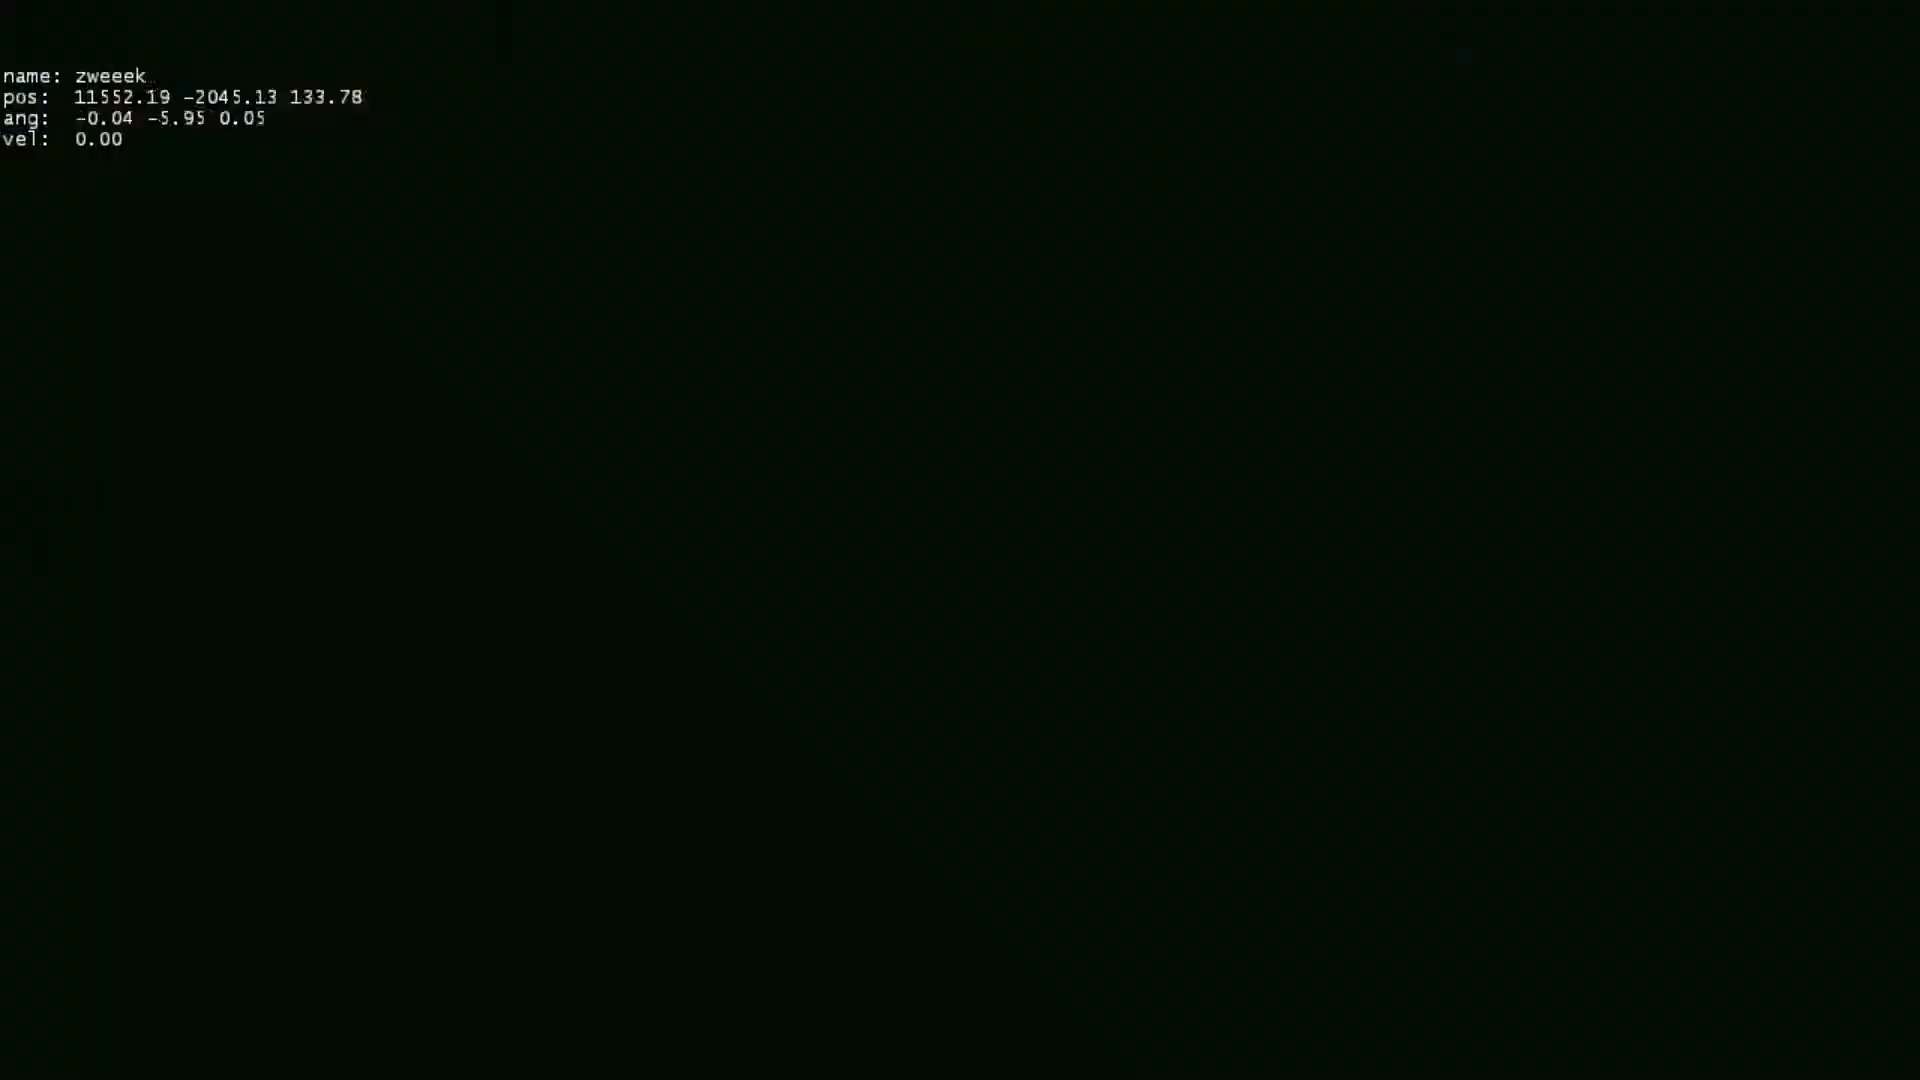 name: zweeek
pos: 11552.19 -2045.13 133.78
ang: -0.04 -5.95 0.05
vel: 0.00